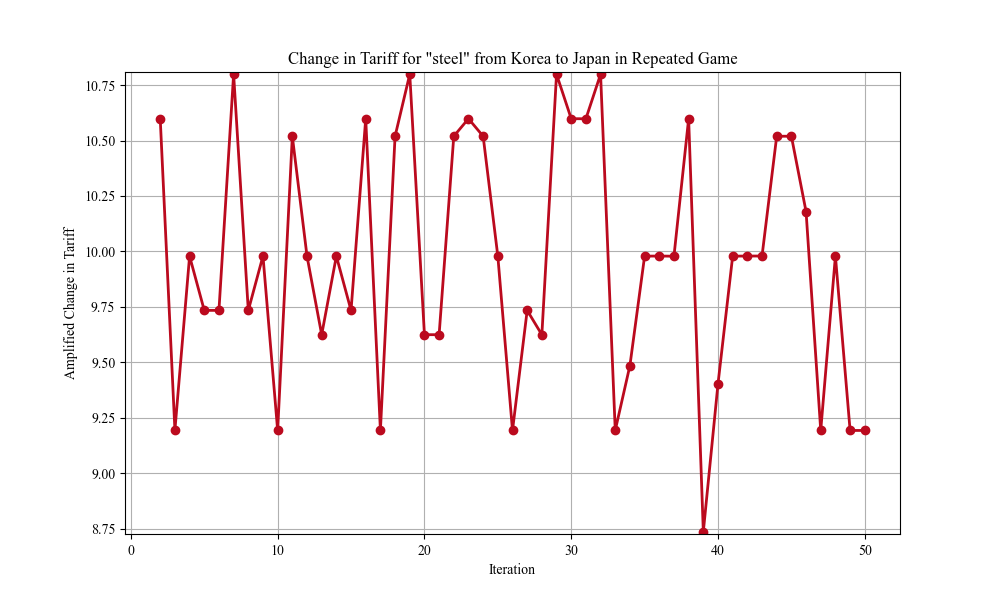 Change in Tariff for "steel" from Korea to Japan in Repeated Game
Amplified Change in Tariff
10.75
10.50
10.25
10.00
9.75
9.50
9.25
9.00
8.75
0 10 20 30 40 50
Iteration